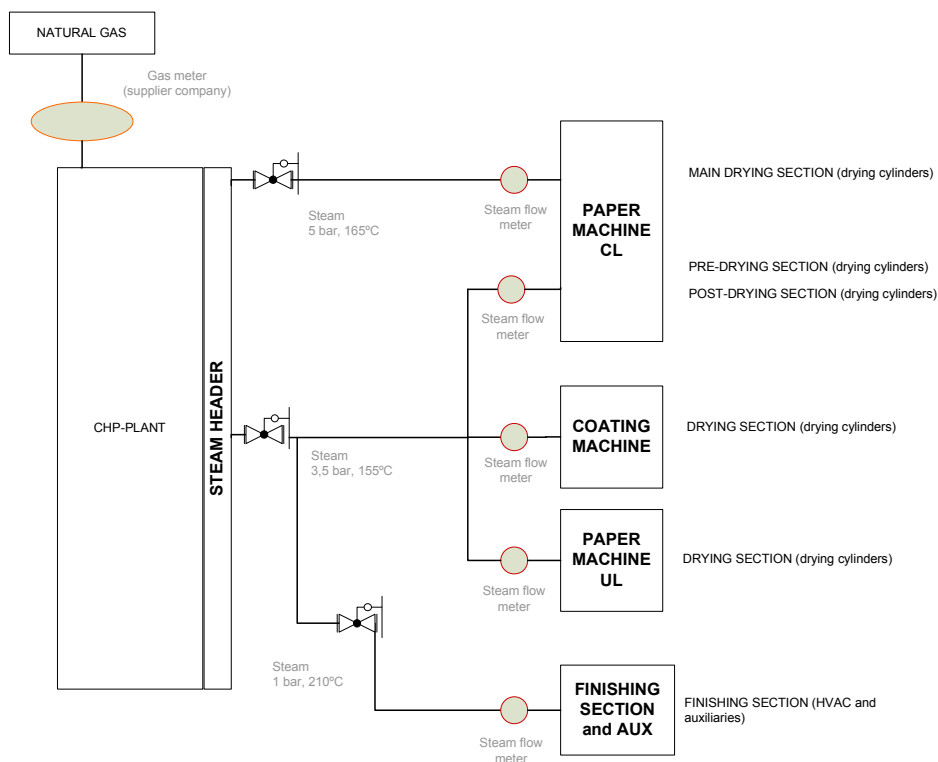 NATURAL GAS
Gas meter
(supplier company)
MAIN DRYING SECTION (drying cylinders)
PAPER
MACHINE
CL
Steam
5 bar, 165ºC
Steam flow
meter
PRE-DRYING SECTION (drying cylinders)
POST-DRYING SECTION (drying cylinders)
Steam flow
meter
CHP-PLANT
STEAM HEADER
COATING
MACHINE
DRYING SECTION (drying cylinders)
Steam
3,5 bar, 155ºC
Steam flow
meter
PAPER
MACHINE
UL
DRYING SECTION (drying cylinders)
Steam flow
meter
Steam
1 bar, 210ºC
FINISHING
SECTION
and AUX
FINISHING SECTION (HVAC and
auxiliaries)
Steam flow
meter